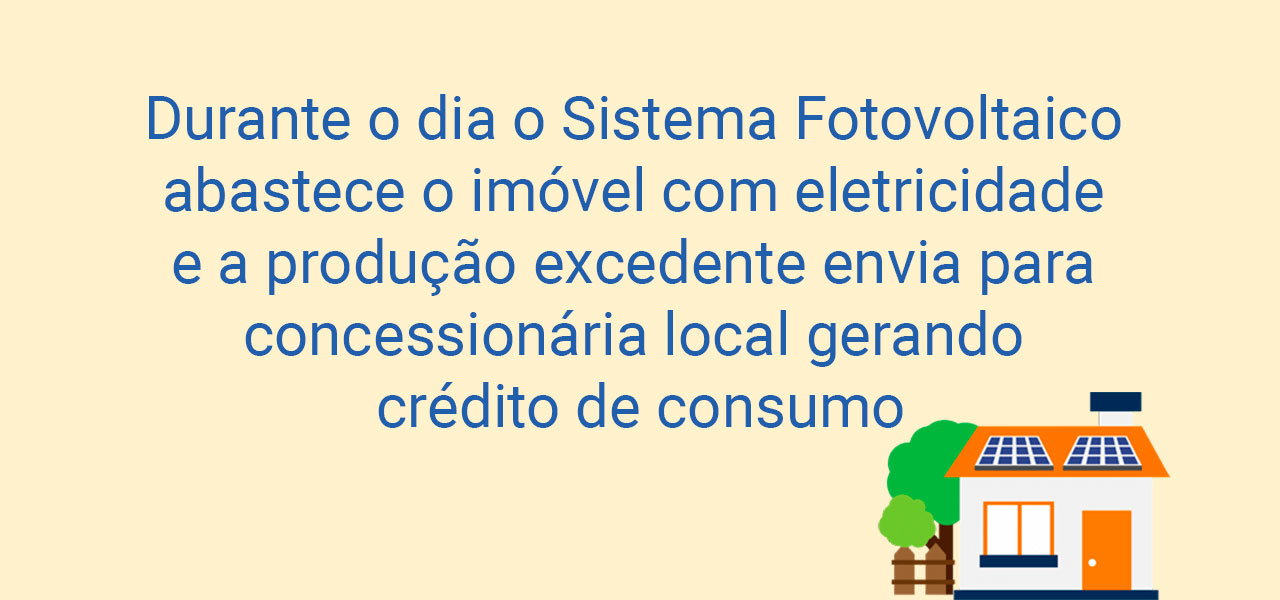 Durante o dia o Sistema Fotovoltaico
abastece o imóvel com eletricidade
e a produção excedente envia para
concessionária local gerando
crédito de consumo